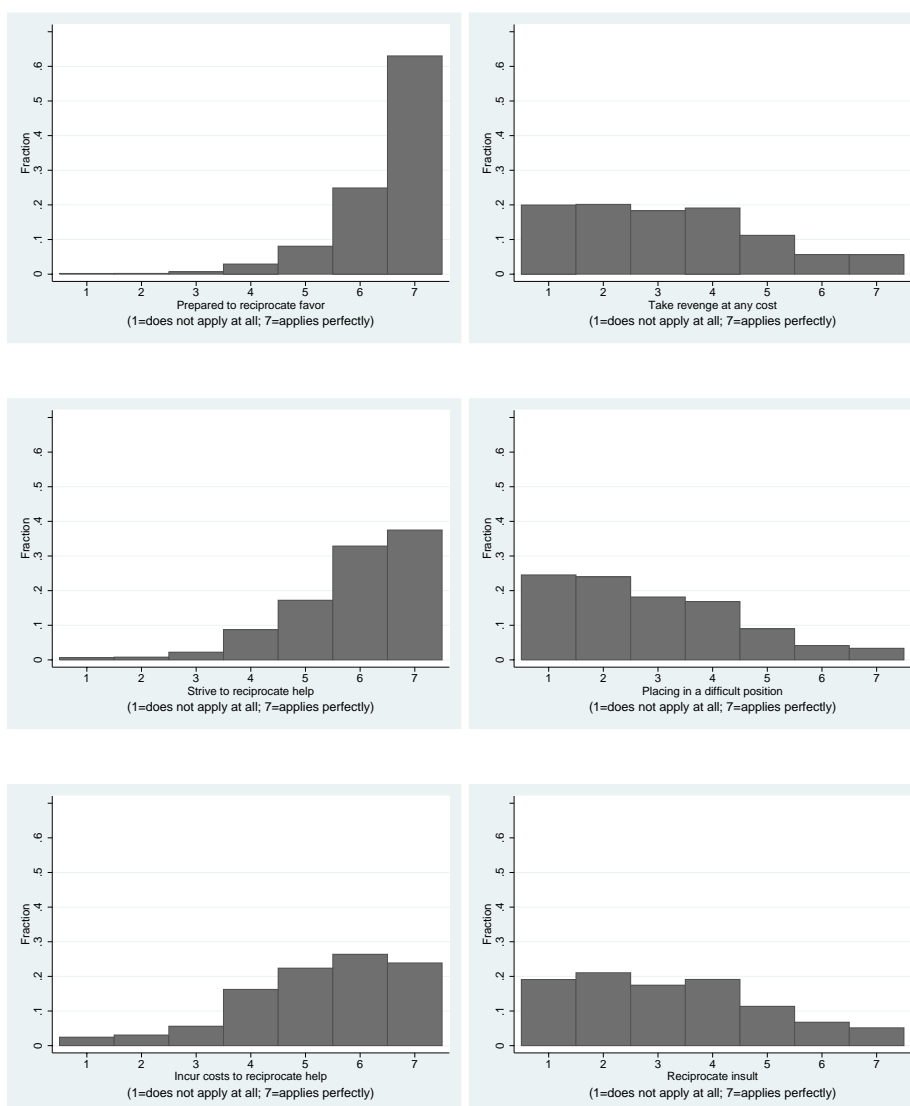 Fraction
.6
.5
.4
.3
.2
.1
0
1 2 3 4 5 6 7
Prepared to reciprocate favor
(1=does not apply at all; 7=applies perfectly)
Fraction
.6
.5
.4
.3
.2
.1
0
1 2 3 4 5 6 7
Take revenge at any cost
(1=does not apply at all; 7=applies perfectly)
Fraction
.6
.5
.4
.3
.2
.1
0
1 2 3 4 5 6 7
Strive to reciprocate help
(1=does not apply at all; 7=applies perfectly)
Fraction
.6
.5
.4
.3
.2
.1
0
1 2 3 4 5 6 7
Placing in a difficult position
(1=does not apply at all; 7=applies perfectly)
Fraction
.6
.5
.4
.3
.2
.1
0
1 2 3 4 5 6 7
Incur costs to reciprocate help
(1=does not apply at all; 7=applies perfectly)
Fraction
.6
.5
.4
.3
.2
.1
0
1 2 3 4 5 6 7
Reciprocate insult
(1=does not apply at all; 7=applies perfectly)